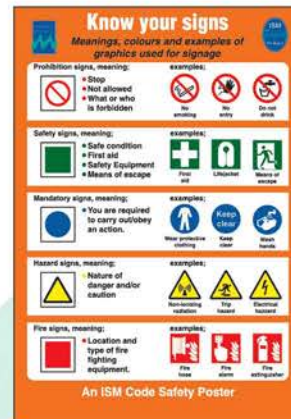 Know your signs
Meanings, colours and examples of
graphics used for signage
ISM
Prohibition signs, meaning;
examples;
• Stop
• Not allowed
• What or who
is forbidden
No
smoking
No
entry
Do not
drink
Safety signs, meaning;
examples;
• Safe condition
• First aid
• Safety Equipment
• Means of escape
First
aid
Lifejacket
Means of
escape
Mandatory signs, meaning;
examples;
• You are required
to carry out/obey
an action.
Keep
clear
Wear protective
clothing
Keep
clear
Wash
hands
Hazard signs, meaning;
examples;
• Nature of
danger and/or
caution
Non-ionising
radiation
Trip
hazard
Electrical
hazard
Fire signs, meaning;
examples;
• Location and
type of fire
fighting
equipment.
Fire
hose
Fire
alarm
Fire
extinguisher
An ISM Code Safety Poster